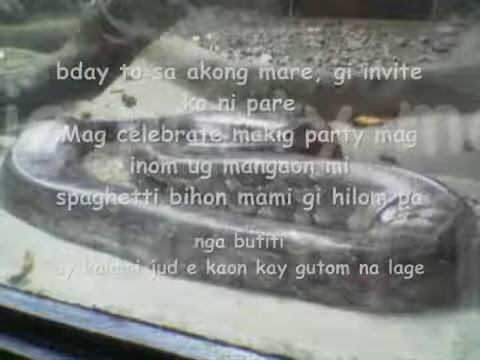 bday to sa akong mare, gi invite
ko ni pare
Mag celebrate makig party mag
inom ug mangaon mi
spaghetti bihon mami gi hilom pa
nga butiti
jud e kaon kay gutom na lage